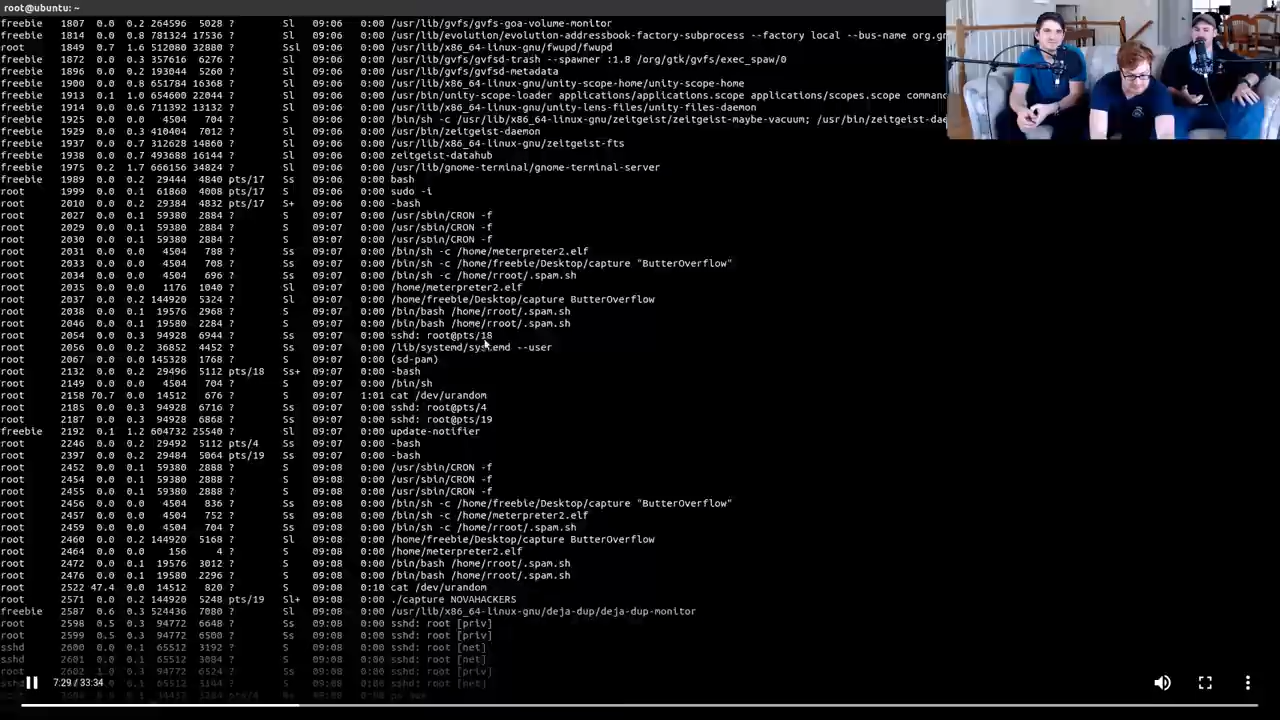 root@ubuntu: ~
freebie 1807 0.0 0.2 264596 5028 ? Sl 09:06 0:00 /usr/lib/gvfs/gvfs-goa-volume-monitor
freebie 1814 0.0 0.8 781324 17536 ? Sl 09:06 0:00 /usr/lib/evolution/evolution-addressbook-factory-subprocess --factory local --bus-name org.gn
root 1849 0.7 1.6 512080 32880 ? Ssl 09:06 0:00 /usr/lib/x86_64-linux-gnu/fwupd/fwupd
freebie 1872 0.0 0.3 357616 6276 ? Sl 09:06 0:00 /usr/lib/gvfs/gvfsd-trash --spawner :1.8 /org/gtk/gvfs/exec_spaw/0
freebie 1896 0.0 0.2 193044 5260 ? Sl 09:06 0:00 /usr/lib/gvfs/gvfsd-metadata
freebie 1900 0.0 0.8 651784 16368 ? Sl 09:06 0:00 /usr/lib/x86_64-linux-gnu/unity-scope-home/unity-scope-home
freebie 1913 0.1 1.0 654600 22044 ? Sl 09:06 0:00 /usr/bin/unity-scope-loader applications/applications.scope applications/scopes.scope comman
freebie 1914 0.0 0.6 711392 13132 ? Sl 09:06 0:00 /usr/lib/x86_64-linux-gnu/unity-lens-files/unity-files-daemon
freebie 1925 0.0 0.0 4504 704 ? S 09:06 0:00 /bin/sh -c /usr/lib/x86_64-linux-gnu/zeitgeist/zeitgeist-maybe-vacuum; /usr/bin/zeitgeist-dae
freebie 1929 0.0 0.3 410404 7012 ? Sl 09:06 0:00 /usr/bin/zeitgeist-daemon
freebie 1937 0.0 0.7 312628 14860 ? Sl 09:06 0:00 /usr/lib/x86_64-linux-gnu/zeitgeist-fts
freebie 1938 0.0 0.7 493688 16144 ? Sl 09:06 0:00 zeitgeist-datahub
freebie 1975 0.2 1.7 666156 34824 ? Sl 09:06 0:00 /usr/lib/gnome-terminal/gnome-terminal-server
freebie 1989 0.0 0.2 29444 4840 pts/17 Ss 09:06 0:00 bash
root 1999 0.0 0.1 61860 4008 pts/17 S 09:06 0:00 sudo -i
root 2010 0.0 0.2 29384 4832 pts/17 S+ 09:06 0:00 -bash
root 2027 0.0 0.1 59380 2884 ? S 09:07 0:00 /usr/sbin/CRON -f
root 2029 0.0 0.1 59380 2884 ? S 09:07 0:00 /usr/sbin/CRON -f
root 2030 0.0 0.1 59380 2884 ? S 09:07 0:00 /usr/sbin/CRON -f
root 2031 0.0 0.0 4504 788 ? Ss 09:07 0:00 /bin/sh -c /home/meterpreter2.elf
root 2033 0.0 0.0 4504 708 ? Ss 09:07 0:00 /bin/sh -c /home/freebie/Desktop/capture "ButterOverflow"
root 2034 0.0 0.0 4504 696 ? Ss 09:07 0:00 /bin/sh -c /home/rroot/.spam.sh
root 2035 0.0 0.0 1176 1040 ? Sl 09:07 0:00 /home/meterpreter2.elf
root 2037 0.0 0.2 144920 5324 ? Sl 09:07 0:00 /home/freebie/Desktop/capture ButterOverflow
root 2038 0.0 0.1 19576 2968 ? S 09:07 0:00 /bin/bash /home/rroot/.spam.sh
root 2046 0.0 0.1 19580 2284 ? S 09:07 0:00 /bin/bash /home/rroot/.spam.sh
root 2054 0.0 0.3 94928 6944 ? Ss 09:07 0:00 sshd: root@pts/18
root 2056 0.0 0.2 36852 4452 ? Ss 09:07 0:00 /lib/systemd/systemd --user
root 2067 0.0 0.0 145328 1768 ? S 09:07 0:00 (sd-pam)
root 2132 0.0 0.2 29496 5112 pts/18 Ss+ 09:07 0:00 -bash
root 2149 0.0 0.0 4504 704 ? S 09:07 0:00 /bin/sh
root 2158 70.7 0.0 14512 676 ? S 09:07 1:01 cat /dev/urandom
root 2185 0.0 0.3 94928 6716 ? Ss 09:07 0:00 sshd: root@pts/4
root 2187 0.0 0.3 94928 6868 ? Ss 09:07 0:00 sshd: root@pts/19
freebie 2192 0.1 1.2 604732 25540 ? Sl 09:07 0:00 update-notifier
root 2246 0.0 0.2 29492 5112 pts/4 Ss 09:07 0:00 -bash
root 2397 0.0 0.2 29484 5064 pts/19 Ss 09:07 0:00 -bash
root 2452 0.0 0.1 59380 2888 ? S 09:08 0:00 /usr/sbin/CRON -f
root 2454 0.0 0.1 59380 2888 ? S 09:08 0:00 /usr/sbin/CRON -f
root 2455 0.0 0.1 59380 2888 ? S 09:08 0:00 /usr/sbin/CRON -f
root 2456 0.0 0.0 4504 836 ? Ss 09:08 0:00 /bin/sh -c /home/freebie/Desktop/capture "ButterOverflow"
root 2457 0.0 0.0 4504 752 ? Ss 09:08 0:00 /bin/sh -c /home/meterpreter2.elf
root 2459 0.0 0.0 4504 704 ? Ss 09:08 0:00 /bin/sh -c /home/rroot/.spam.sh
root 2460 0.0 0.2 144920 5168 ? Sl 09:08 0:00 /home/freebie/Desktop/capture ButterOverflow
root 2464 0.0 0.0 156 4 ? S 09:08 0:00 /home/meterpreter2.elf
root 2472 0.0 0.1 19576 3012 ? S 09:08 0:00 /bin/bash /home/rroot/.spam.sh
root 2476 0.0 0.1 19580 2296 ? S 09:08 0:00 /bin/bash /home/rroot/.spam.sh
root 2522 47.4 0.0 14512 820 ? S 09:08 0:10 cat /dev/urandom
root 2571 0.0 0.2 144920 5248 pts/19 Sl+ 09:08 0:00 ./capture NOVAHACKERS
freebie 2587 0.6 0.3 524436 7080 ? Sl 09:08 0:00 /usr/lib/x86_64-linux-gnu/deja-dup/deja-dup-monitor
root 2598 0.5 0.3 94772 6648 ? Ss 09:08 0:00 sshd: root [priv]
root 2599 0.5 0.3 94772 6500 ? Ss 09:08 0:00 sshd: root [priv]
sshd 2600 0.0 0.1 65512 3192 ? S 09:08 0:00 sshd: root [net]
sshd 2601 0.0 0.1 65512 3084 ? S 09:08 0:00 sshd: root [net]
root 2602 1.0 0.3 94772 6524 ? Ss 09:08 0:00 sshd: root [priv]
65512 3144 ? S 09:08 0:00 sshd: root [net]
7:29 / 33:34